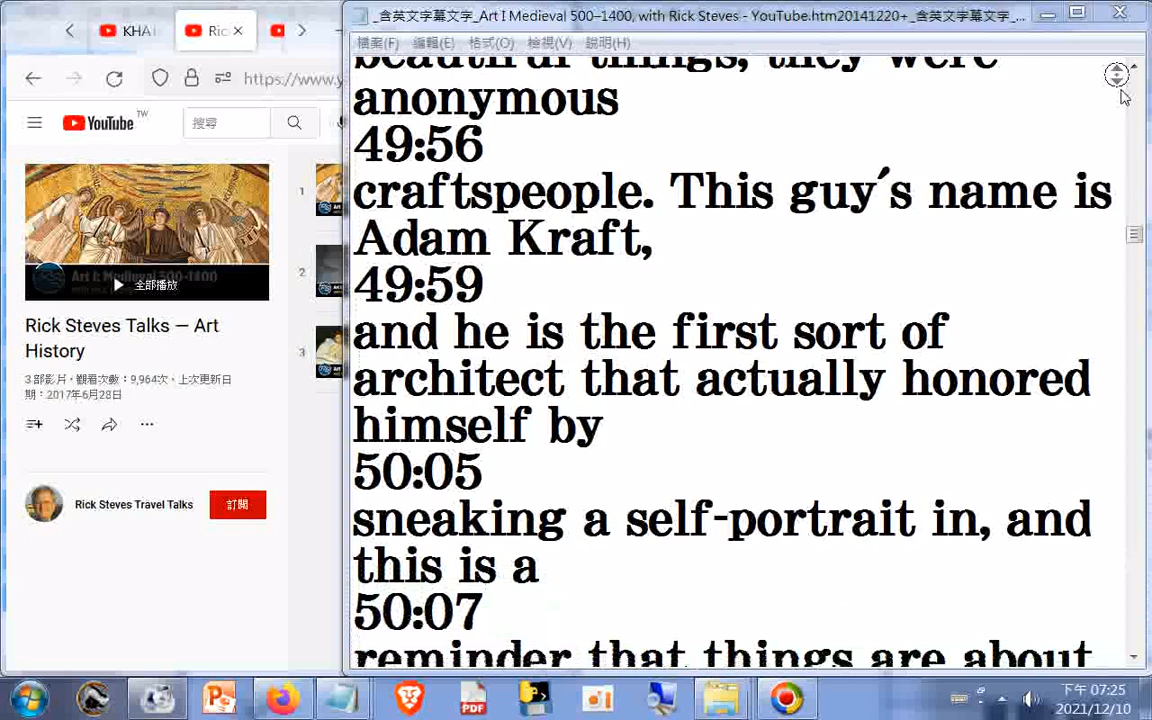 _含英文字幕文字_Art I Medieval 500–1400, with Rick Steves - YouTube.htm20141220+_含英文字幕文字_...
KHAI
Ric
檔案(F) 編輯(E) 格式(O) 檢視(V) 說明(H)
https://www.y
YouTube TW
搜尋
Art I: Medieval 500-1400
全部播放
Rick Steves Talks — Art
History
3 部影片•觀看次數：9,964次•上次更新日
期：2017年6月28日
Rick Steves Travel Talks
訂閱
1
2
3
beautiful things, they were
anonymous
49:56
craftspeople. This guy's name is
Adam Kraft,
49:59
and he is the first sort of
architect that actually honored
himself by
50:05
sneaking a self-portrait in, and
this is a
50:07
reminder that things are about
PDF
下午 07:25
2021/12/10